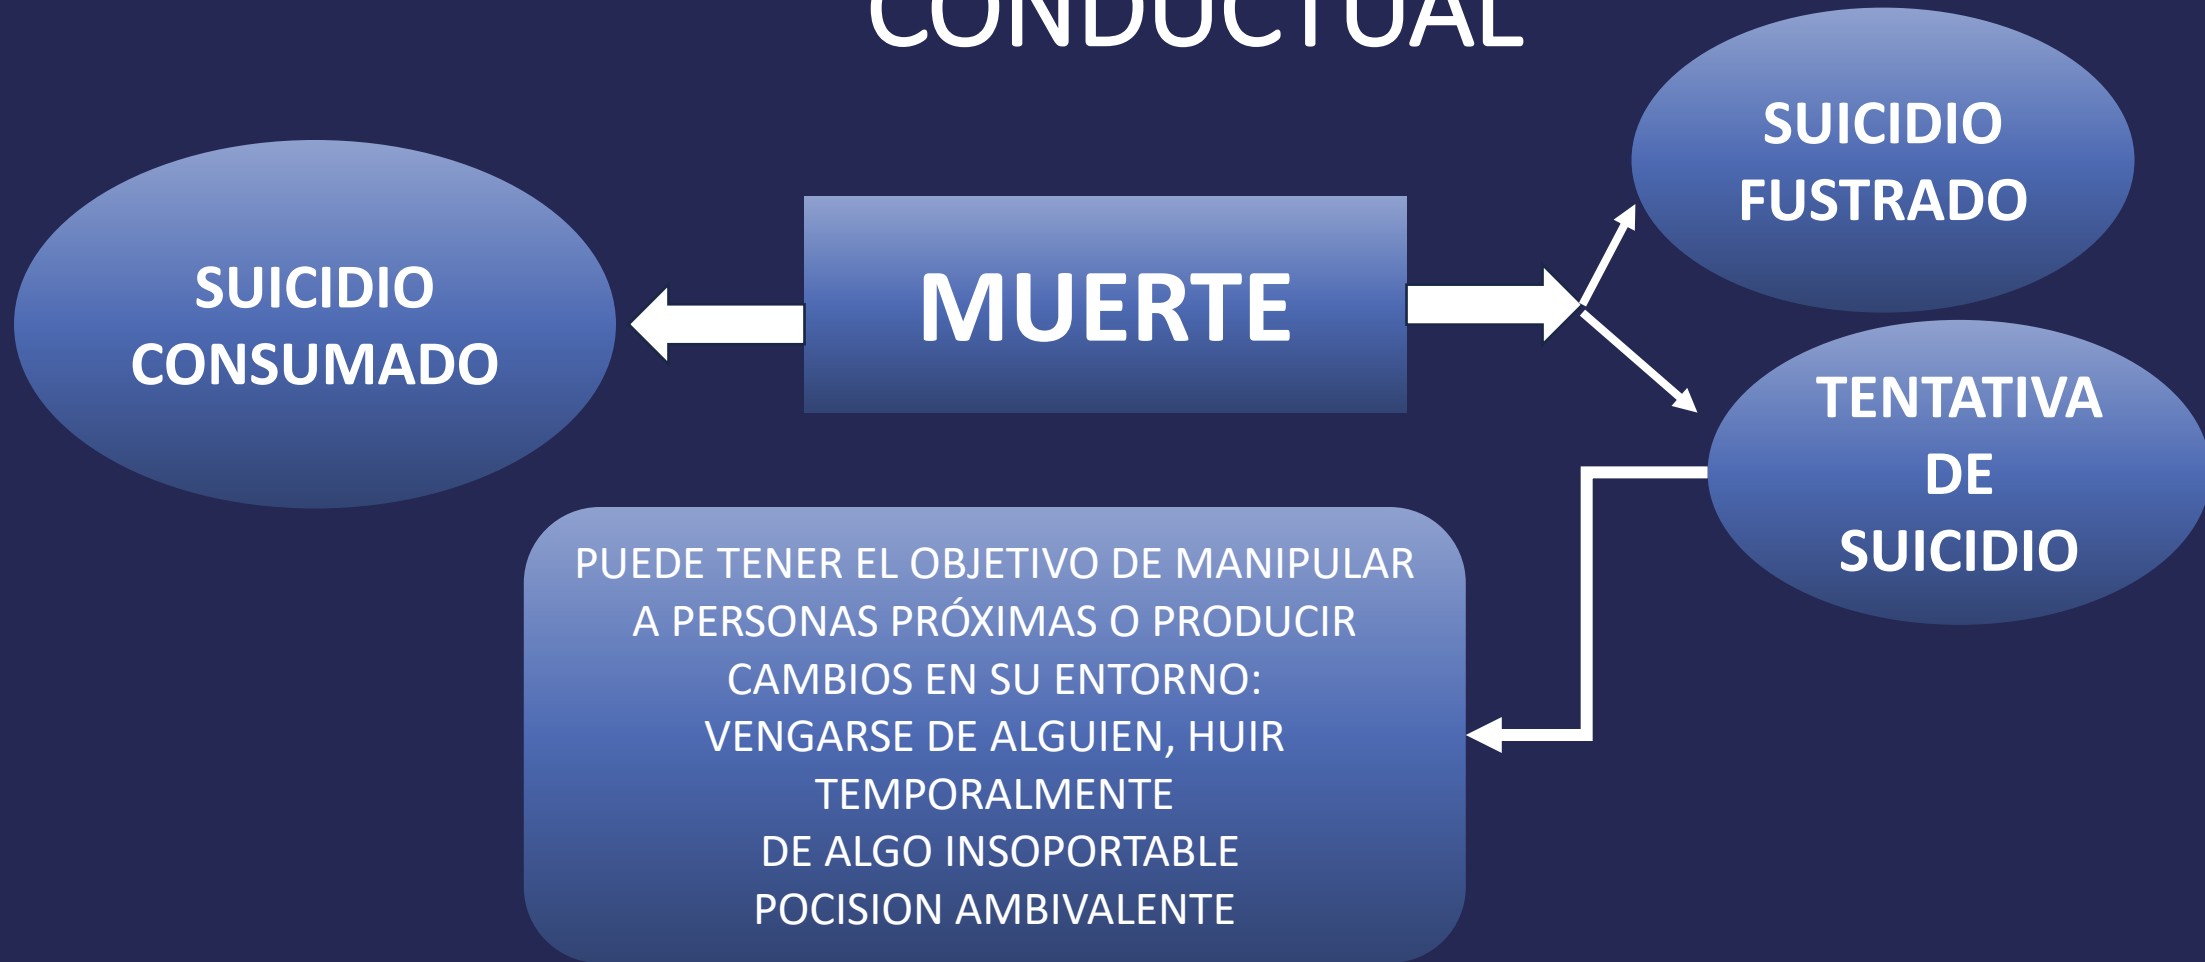 CONDUCTUAL
SUICIDIO
CONSUMADO
MUERTE
SUICIDIO
FUSTRADO
TENTATIVA
DE
SUICIDIO
PUEDE TENER EL OBJETIVO DE MANIPULAR
A PERSONAS PRÓXIMAS O PRODUCIR
CAMBIOS EN SU ENTORNO:
VENGARSE DE ALGUIEN, HUIR
TEMPORALMENTE
DE ALGO INSOPORTABLE
POCISION AMBIVALENTE